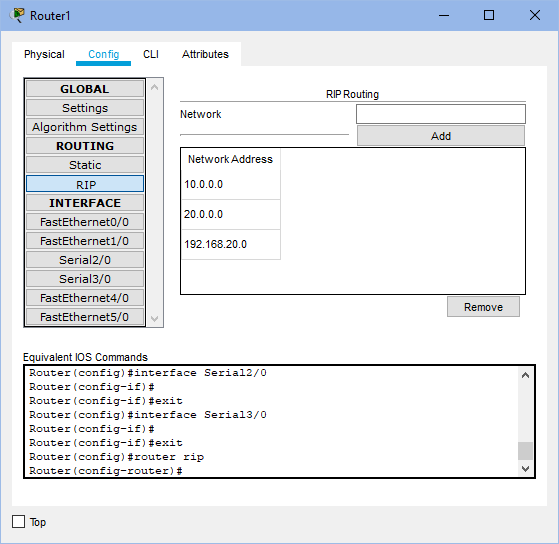 Router1
Physical Config CLI Attributes
GLOBAL
Settings
Algorithm Settings
ROUTING
Static
RIP
INTERFACE
FastEthernet0/0
FastEthernet1/0
Serial2/0
Serial3/0
FastEthernet4/0
FastEthernet5/0
RIP Routing
Network
Add
Network Address
10.0.0.0
20.0.0.0
192.168.20.0
Remove
Equivalent IOS Commands
Router(config)#interface Serial2/0
Router(config-if)#
Router(config-if)#exit
Router(config)#interface Serial3/0
Router(config-if)#
Router(config-if)#exit
Router(config)#router rip
Router(config-router)#
Top